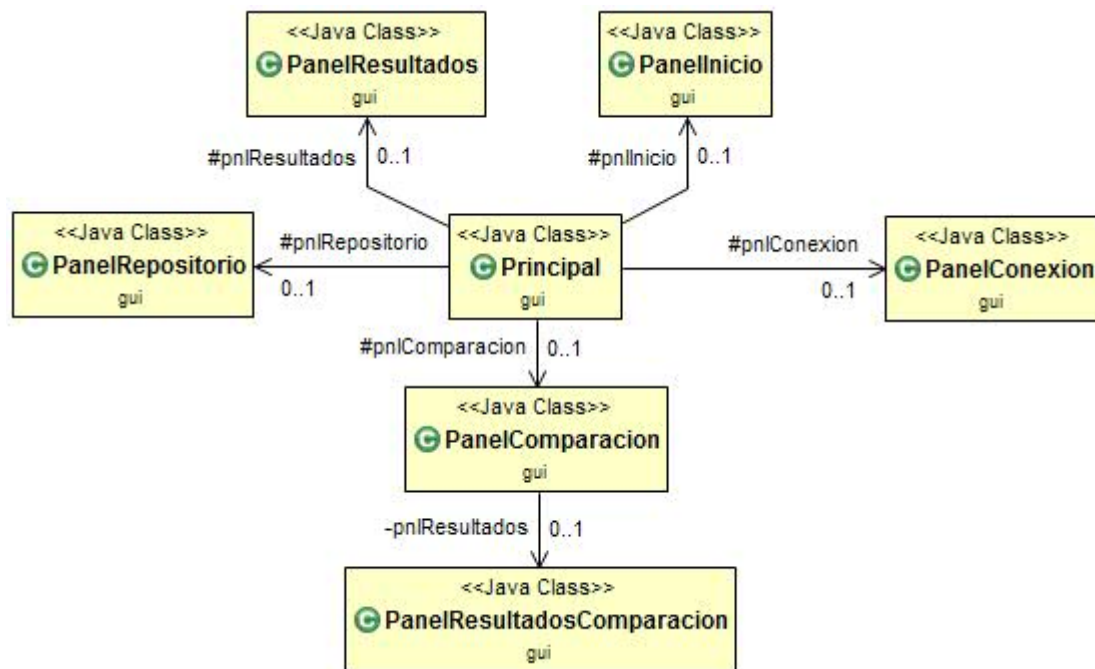 <<Java Class>>
PanelResultados
gui
<<Java Class>>
PanelInicio
gui
#pnlResultados
0..1
#pnlInicio
0..1
<<Java Class>>
PanelRepositorio
gui
#pnlRepositorio
0..1
<<Java Class>>
Principal
gui
#pnlConexion
0..1
<<Java Class>>
PanelConexion
gui
#pnlComparacion
0..1
<<Java Class>>
PanelComparacion
gui
-pnlResultados
0..1
<<Java Class>>
PanelResultadosComparacion
gui